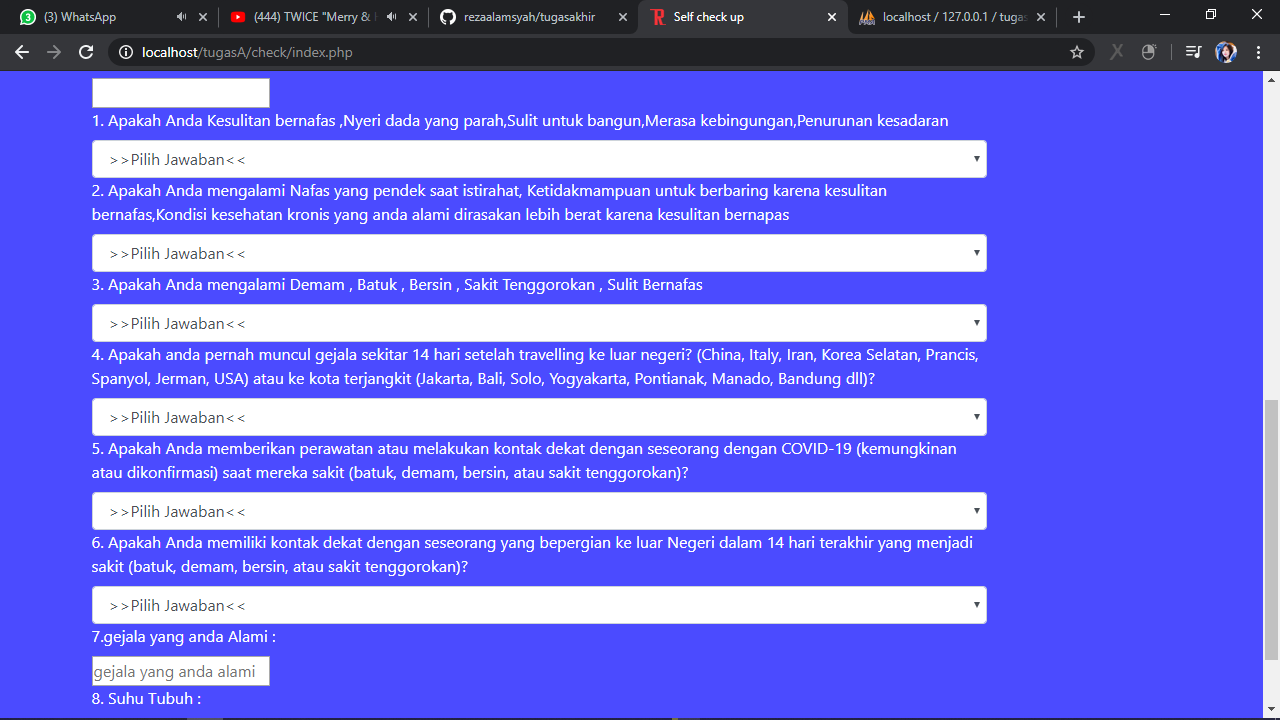 (3) WhatsApp
(444) TWICE "Merry &
rezaalamsyah/tugasakhir
Self check up
localhost / 127.0.0.1 / tugas
localhost/tugasA/check/index.php
1. Apakah Anda Kesulitan bernafas ,Nyeri dada yang parah,Sulit untuk bangun,Merasa kebingungan,Penurunan kesadaran
>>Pilih Jawaban<<
2. Apakah Anda mengalami Nafas yang pendek saat istirahat, Ketidakmampuan untuk berbaring karena kesulitan
bernafas,Kondisi kesehatan kronis yang anda alami dirasakan lebih berat karena kesulitan bernapas
>>Pilih Jawaban<<
3. Apakah Anda mengalami Demam , Batuk , Bersin , Sakit Tenggorokan , Sulit Bernafas
>>Pilih Jawaban<<
4. Apakah anda pernah muncul gejala sekitar 14 hari setelah travelling ke luar negeri? (China, Italy, Iran, Korea Selatan, Prancis,
Spanyol, Jerman, USA) atau ke kota terjangkit (Jakarta, Bali, Solo, Yogyakarta, Pontianak, Manado, Bandung dll)?
>>Pilih Jawaban<<
5. Apakah Anda memberikan perawatan atau melakukan kontak dekat dengan seseorang dengan COVID-19 (kemungkinan
atau dikonfirmasi) saat mereka sakit (batuk, demam, bersin, atau sakit tenggorokan)?
>>Pilih Jawaban<<
6. Apakah Anda memiliki kontak dekat dengan seseorang yang bepergian ke luar Negeri dalam 14 hari terakhir yang menjadi
sakit (batuk, demam, bersin, atau sakit tenggorokan)?
>>Pilih Jawaban<<
7.gejala yang anda Alami :
gejala yang anda alami
8. Suhu Tubuh :